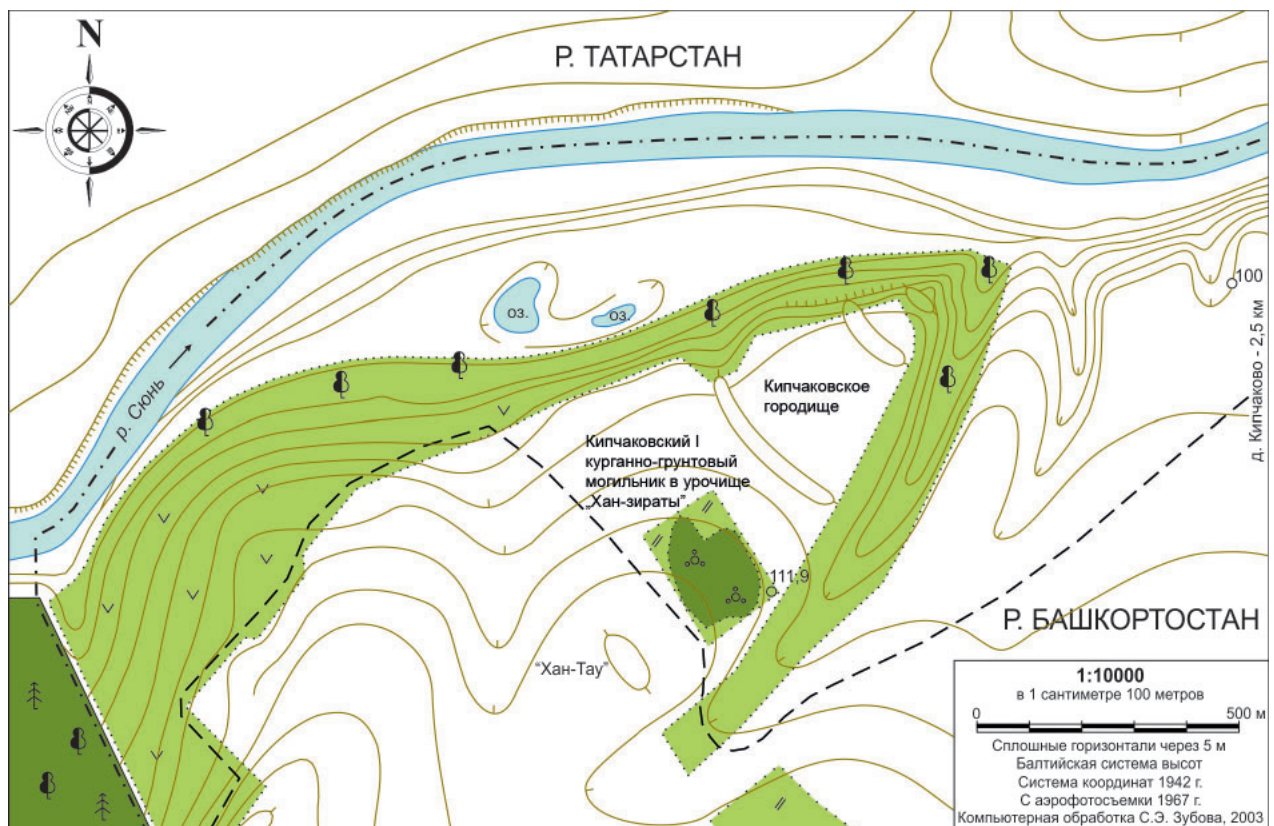 N
Р. ТАТАРСТАН
р. Сюнь
оз.
оз.
100
д. Кипчаково - 2,5 км
Кипчаковское
городище
Кипчаковский I
курганно-грунтовый
могильник в урочище
„Хан-зираты”
111,9
"Хан-Тау"
Р. БАШКОРТОСТАН
1:10000
в 1 сантиметре 100 метров
0 500 м
Сплошные горизонтали через 5 м
Балтийская система высот
Система координат 1942 г.
С аэрофотосъемки 1967 г.
Компьютерная обработка С.Э. Зубова, 2003